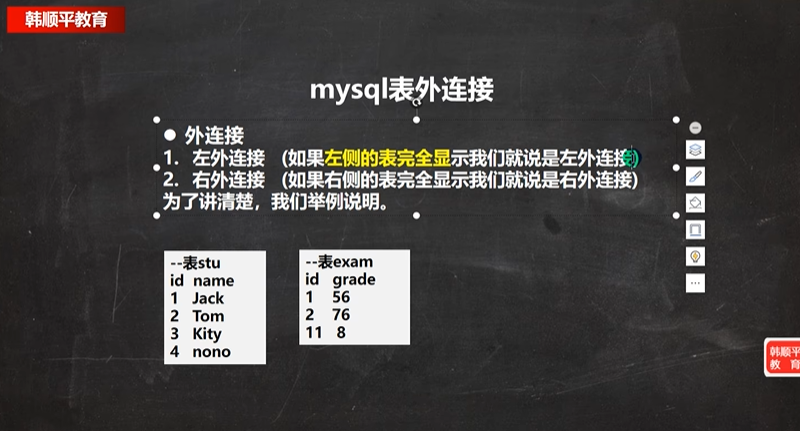 韩顺平教育
mysql表外连接
● 外连接
1. 左外连接 （如果左侧的表完全显示我们就说是左外连接)
2. 右外连接 （如果右侧的表完全显示我们就说是右外连接)
为了讲清楚，我们举例说明。
--表stu
id name
1 Jack
2 Tom
3 Kity
4 nono
--表exam
id grade
1 56
2 76
11 8
韩顺平
教 育